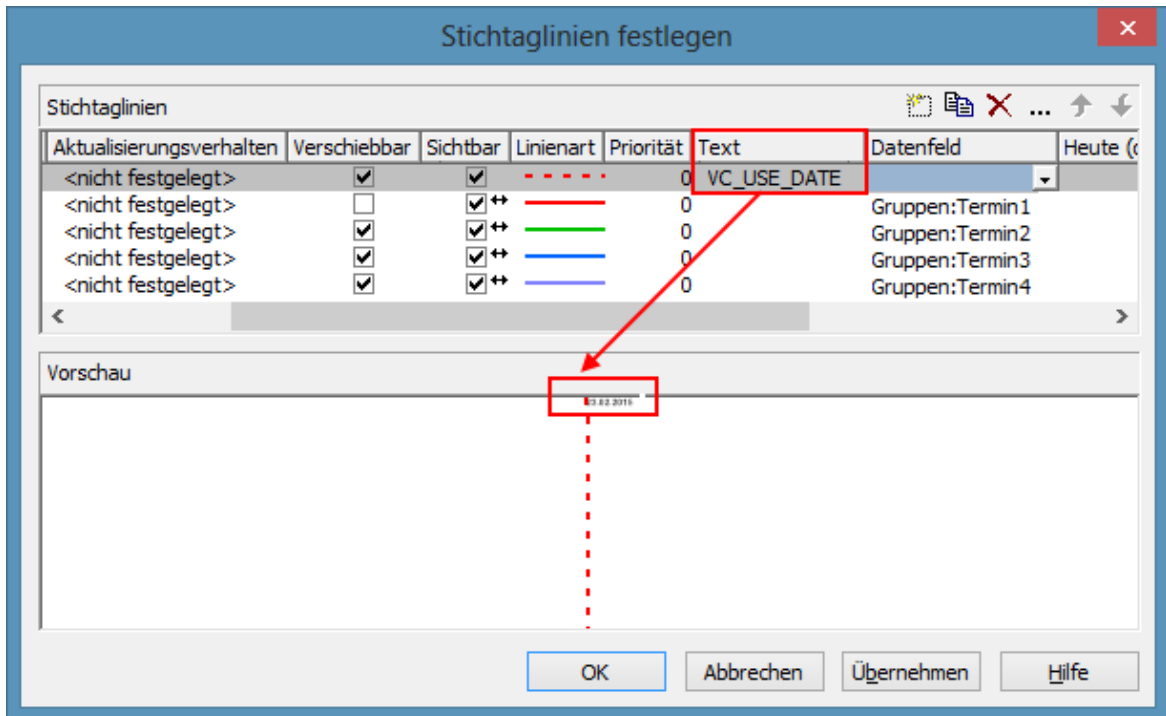 Stichtaglinien festlegen
Stichtaglinien
...
Aktualisierungsverhalten Verschiebbar Sichtbar Linienart Priorität Text Datenfeld Heute (
<nicht festgelegt> 0 VC_USE_DATE
<nicht festgelegt> 0 Gruppen:Termin1
<nicht festgelegt> 0 Gruppen:Termin2
<nicht festgelegt> 0 Gruppen:Termin3
<nicht festgelegt> 0 Gruppen:Termin4
Vorschau
OK Abbrechen Übernehmen Hilfe